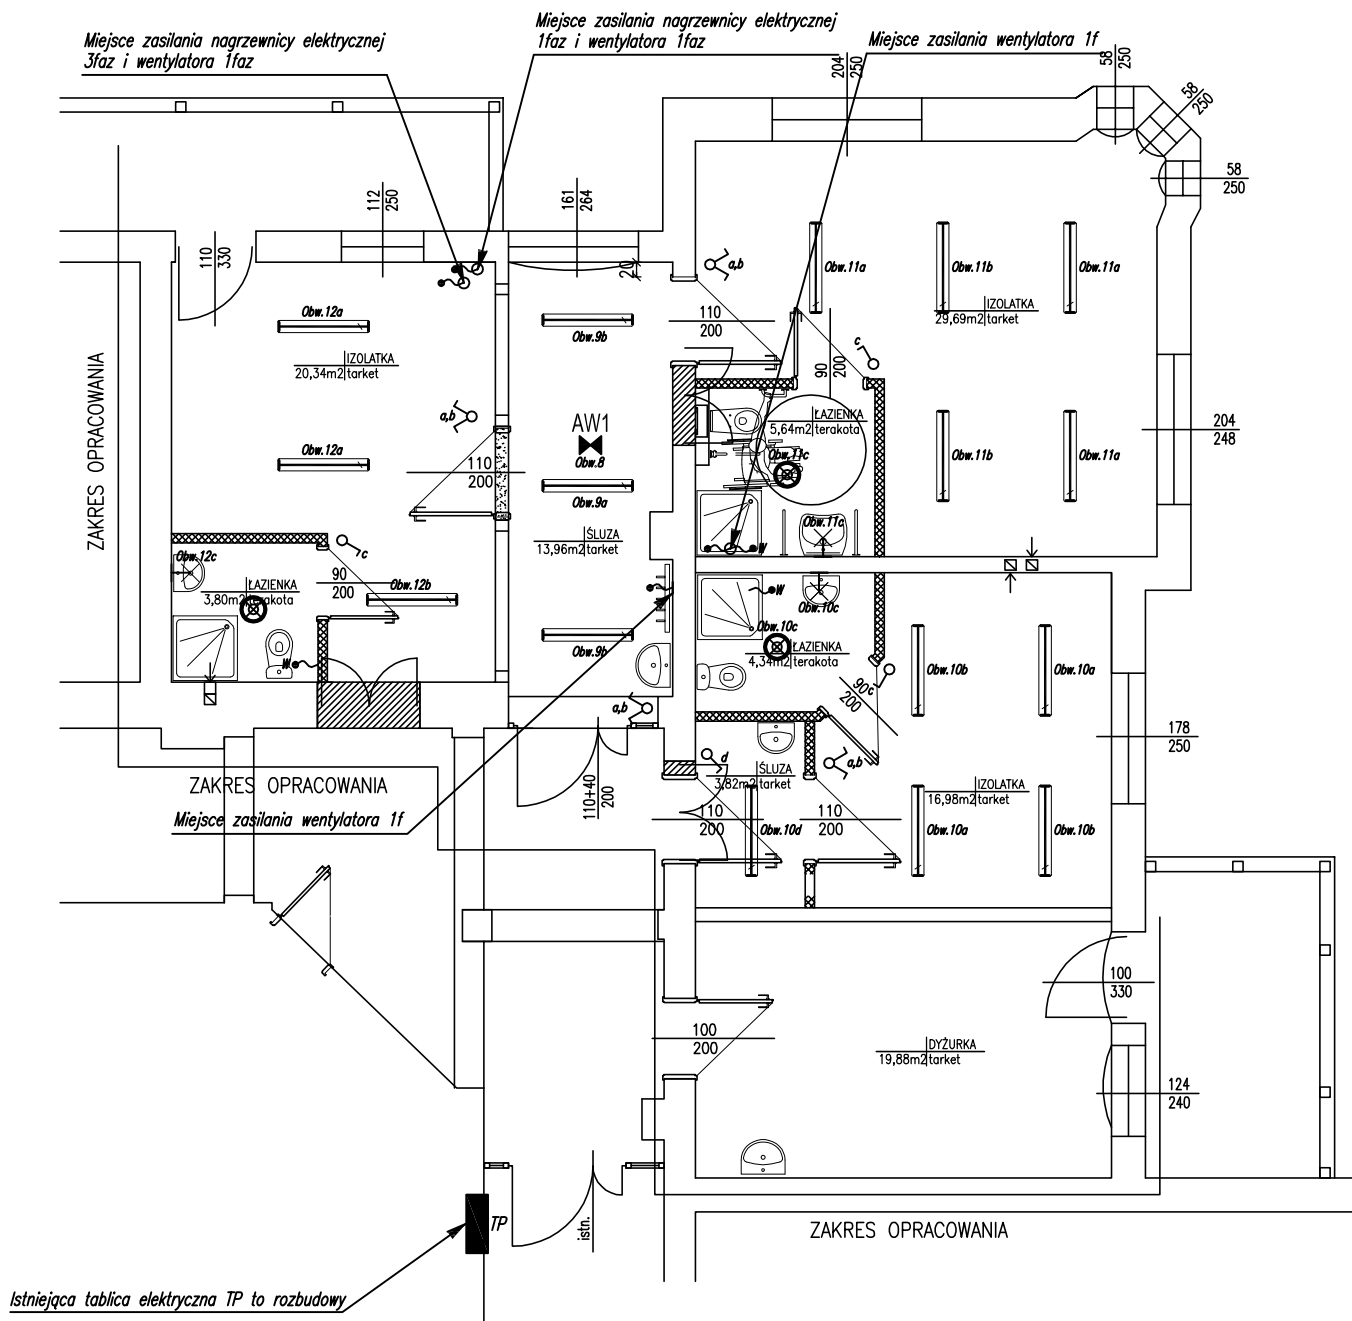 Miejsce zasilania nagrzewnicy elektrycznej
3faz i wentylatora 1faz
Miejsce zasilania nagrzewnicy elektrycznej
1faz i wentylatora 1faz
Miejsce zasilania wentylatora 1f
204
250
58
250
58
250
58
250
112
250
161
264
110
330
20
a,b
Obw.11a
Obw.11b
Obw.11a
IZOLATKA
29,69m2 tarket
Obw.12a
Obw.9b
110
200
c
90
200
IZOLATKA
20,34m2 tarket
ZAKRES OPRACOWANIA
a,b
AW1
Obw.8
ŁAZIENKA
5,64m2 terakota
204
248
Obw.12a
110
200
Obw.9a
Obw.11c
Obw.11b
Obw.11a
ŚLUZA
13,96m2 tarket
Obw.11c
W
c
Obw.12c
90
200
Obw.12b
ŁAZIENKA
3,80m2 terakota
W
Obw.10c
Obw.10c
ŁAZIENKA
4,34m2 terakota
Obw.9b
W
Obw.10b
Obw.10a
90
200
c
a,b
178
250
ZAKRES OPRACOWANIA
110+40
200
d
ŚLUZA
3,82m2 tarket
a,b
IZOLATKA
16,98m2 tarket
Miejsce zasilania wentylatora 1f
110
200
Obw.10d
110
200
Obw.10a
Obw.10b
100
330
100
200
DYŻURKA
19,88m2 tarket
124
240
TP
istn.
ZAKRES OPRACOWANIA
Istniejąca tablica elektryczna TP to rozbudowy